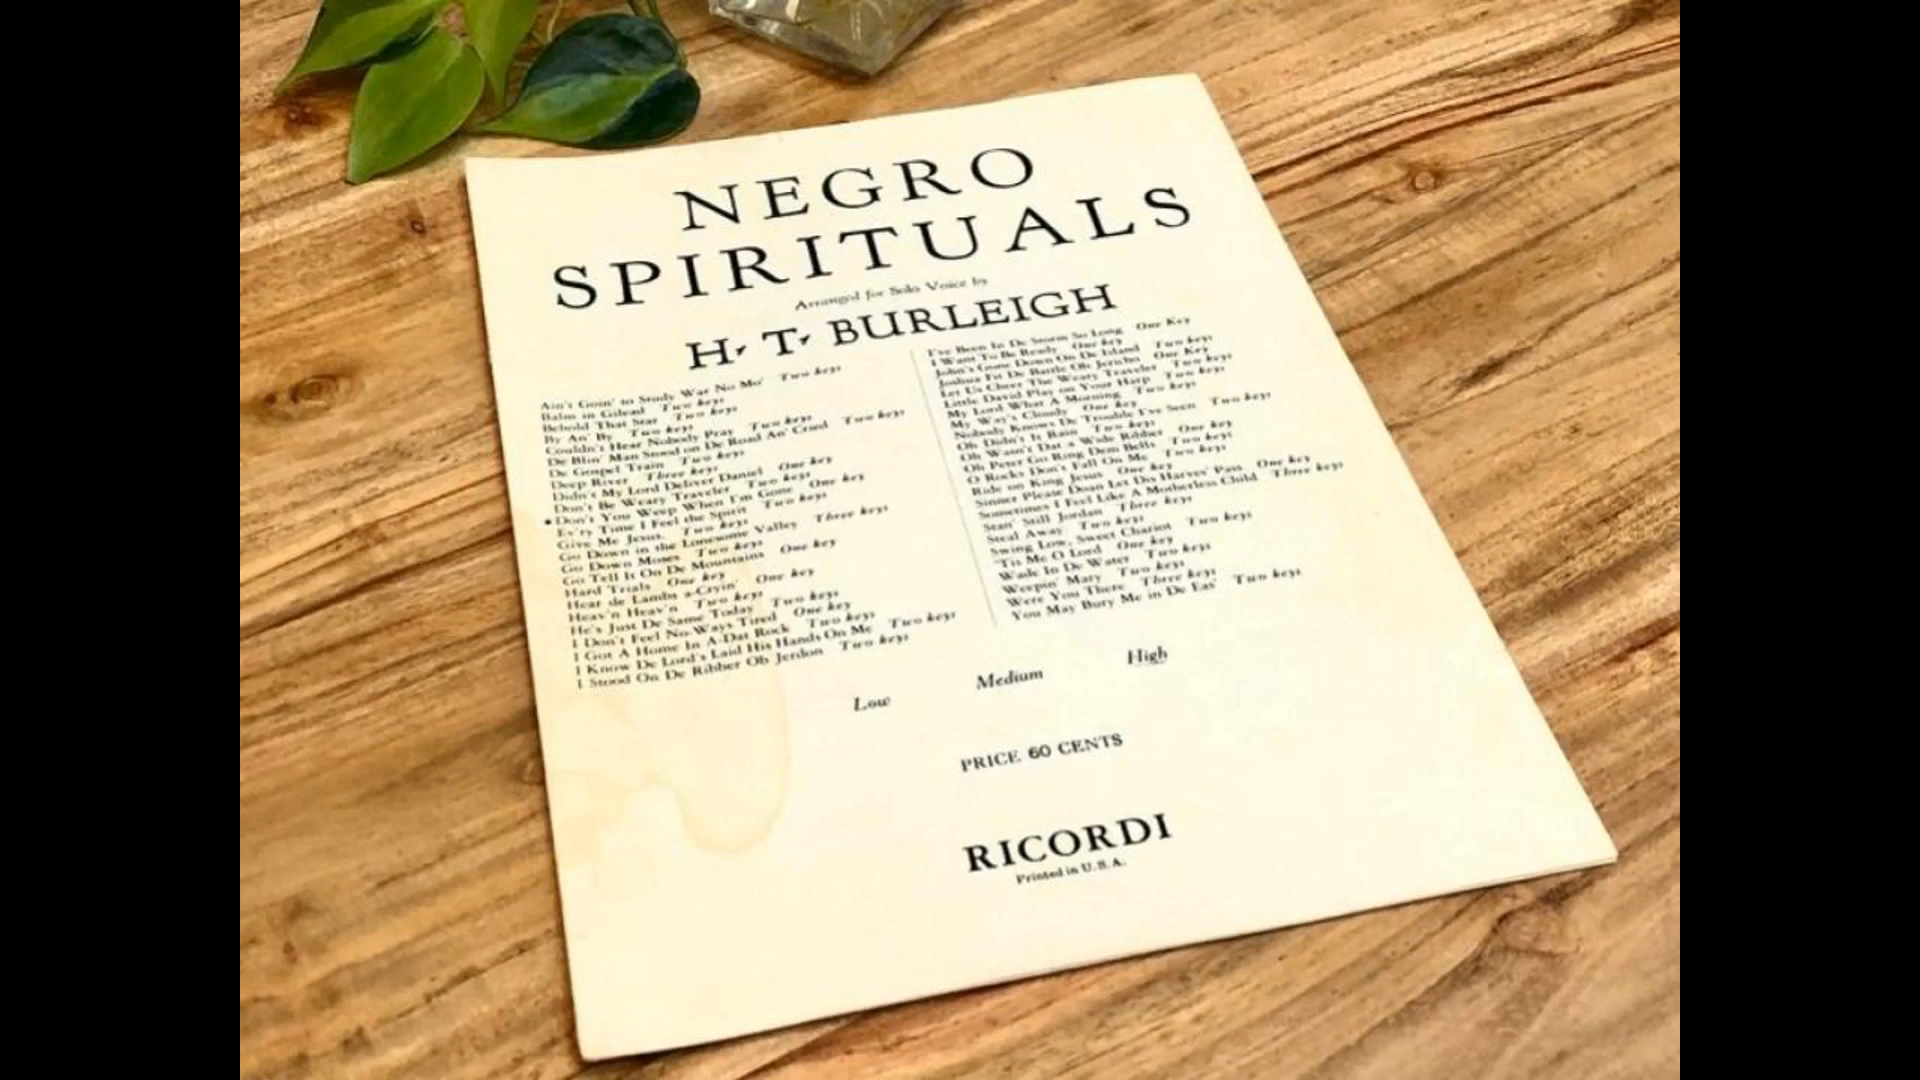 NEGRO
SPIRITUALS
Arranged for Solo Voice by
H. T. BURLEIGH
Ain't Goin' to Study War No Mo' Two keys
Balm in Gilead Two keys
Behold That Star Two keys
By An' By Two keys
Couldn't Hear Nobody Pray Two keys
De Blin' Man Stood on De Road An' Cried Two keys
De Gospel Train Two keys
Deep River Three keys
Didn't My Lord Deliver Daniel One key
Don't Be Weary Traveler Two keys
• Don't You Weep When I'm Gone One key
Ev'ry Time I Feel the Spirit Two keys
Give Me Jesus. Two keys
Go Down in the Lonesome Valley Three keys
Go Down Moses Two keys
Go Tell It On De Mountains One key
Hard Trials One key
Hear de Lambs a-Cryin' One key
Heav'n Heav'n Two keys
He's Just De Same Today Two keys
I Don't Feel No-Ways Tired One key
I Got A Home In A-Dat Rock Two keys
I Know De Lord's Laid His Hands On Me Two keys
I Stood On De Ribber Ob Jerdon Two keys
I've Been In De Storm So Long One Key
I Want To Be Ready One key
John's Gone Down On De Island Two keys
Joshua Fit De Battle Ob Jericho One Key
Let Us Cheer The Weary Traveler Two keys
Little David Play on Your Harp Two keys
My Lord What A Morning Two keys
My Way's Cloudy One key
Nobody Knows De Trouble I've Seen Two keys
Oh Didn't It Rain Two keys
Oh Wasn't Dat a Wide Ribber One key
Oh Peter Go Ring Dem Bells Two keys
O Rocks Don't Fall On Me Two keys
Ride on King Jesus One key
Sinner Please Doan Let Dis Harves' Pass One key
Sometimes I Feel Like A Motherless Child Three keys
Stan' Still Jordan Three keys
Steal Away Two keys
Swing Low, Sweet Chariot Two keys
'Tis Me O Lord One key
Wade In De Water Two keys
Weepin' Mary Two keys
Were You There Three keys
You May Bury Me in De Eas' Two keys
Low Medium High
PRICE 60 CENTS
RICORDI
Printed in U.S.A.